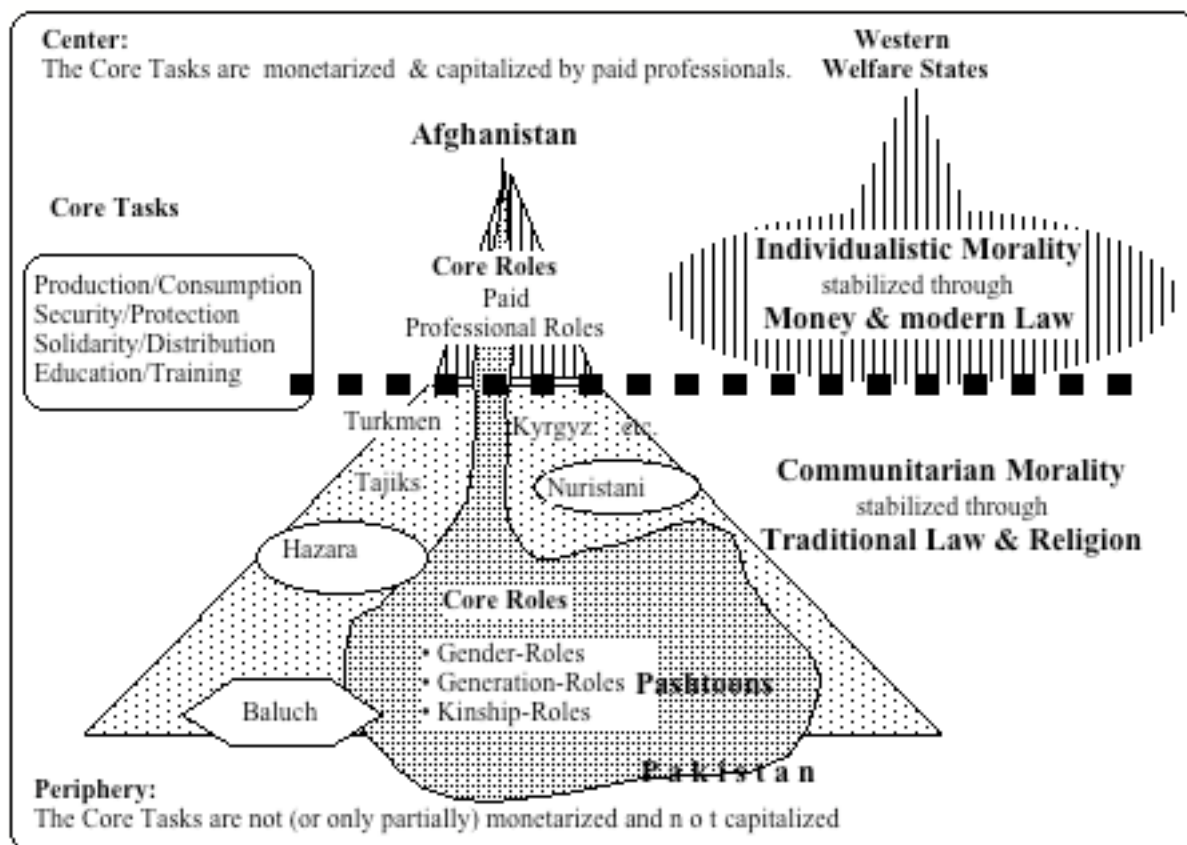 Center:
The Core Tasks are monetarized & capitalized by paid professionals.
Western
Welfare States
Afghanistan
Core Tasks
Production/Consumption
Security/Protection
Solidarity/Distribution
Education/Training
Core Roles
Paid
Professional Roles
Individualistic Morality
stabilized through
Money & modern Law
Turkmen
Kyrgyz etc.
Tajiks
Nuristani
Hazara
Communitarian Morality
stabilized through
Traditional Law & Religion
Core Roles
• Gender-Roles
• Generation-Roles
• Kinship-Roles
Pashtoons
Baluch
P a k i s t a n
Periphery:
The Core Tasks are not (or only partially) monetarized and n o t capitalized